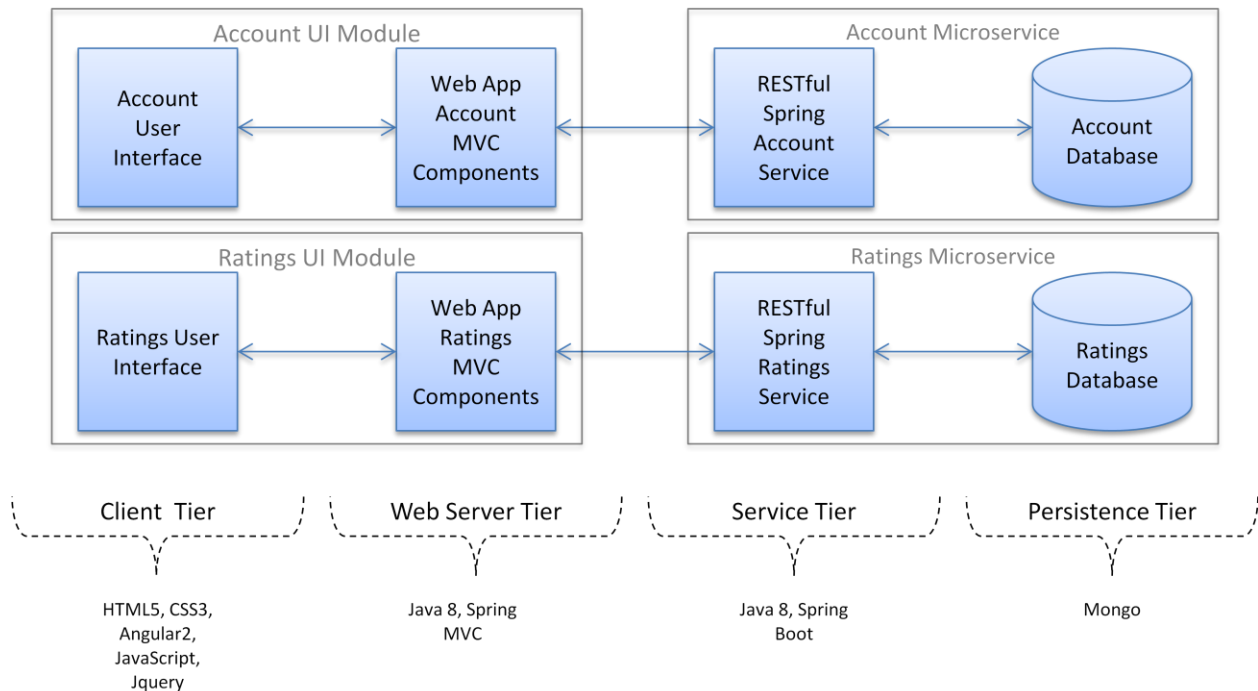 Account UI Module
Account
User
Interface
Web App
Account
MVC
Components
Account Microservice
RESTful
Spring
Account
Service
Account
Database
Ratings UI Module
Ratings User
Interface
Web App
Ratings
MVC
Components
Ratings Microservice
RESTful
Spring
Ratings
Service
Ratings
Database
Client Tier
Web Server Tier
Service Tier
Persistence Tier
HTML5, CSS3,
Angular2,
JavaScript,
Jquery
Java 8, Spring
MVC
Java 8, Spring
Boot
Mongo